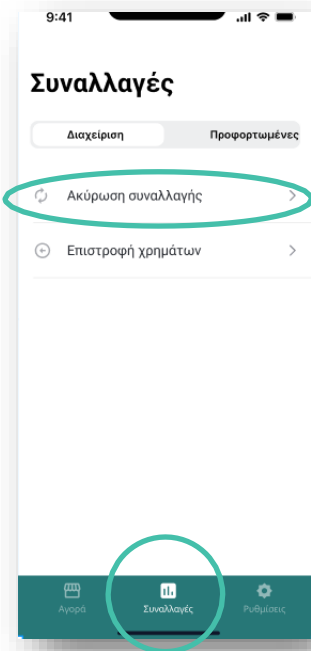 9:41
Συναλλαγές
Διαχείριση Προφορτωμένες
Ακύρωση συναλλαγής
Επιστροφή χρημάτων
Αγορά Συναλλαγές Ρυθμίσεις